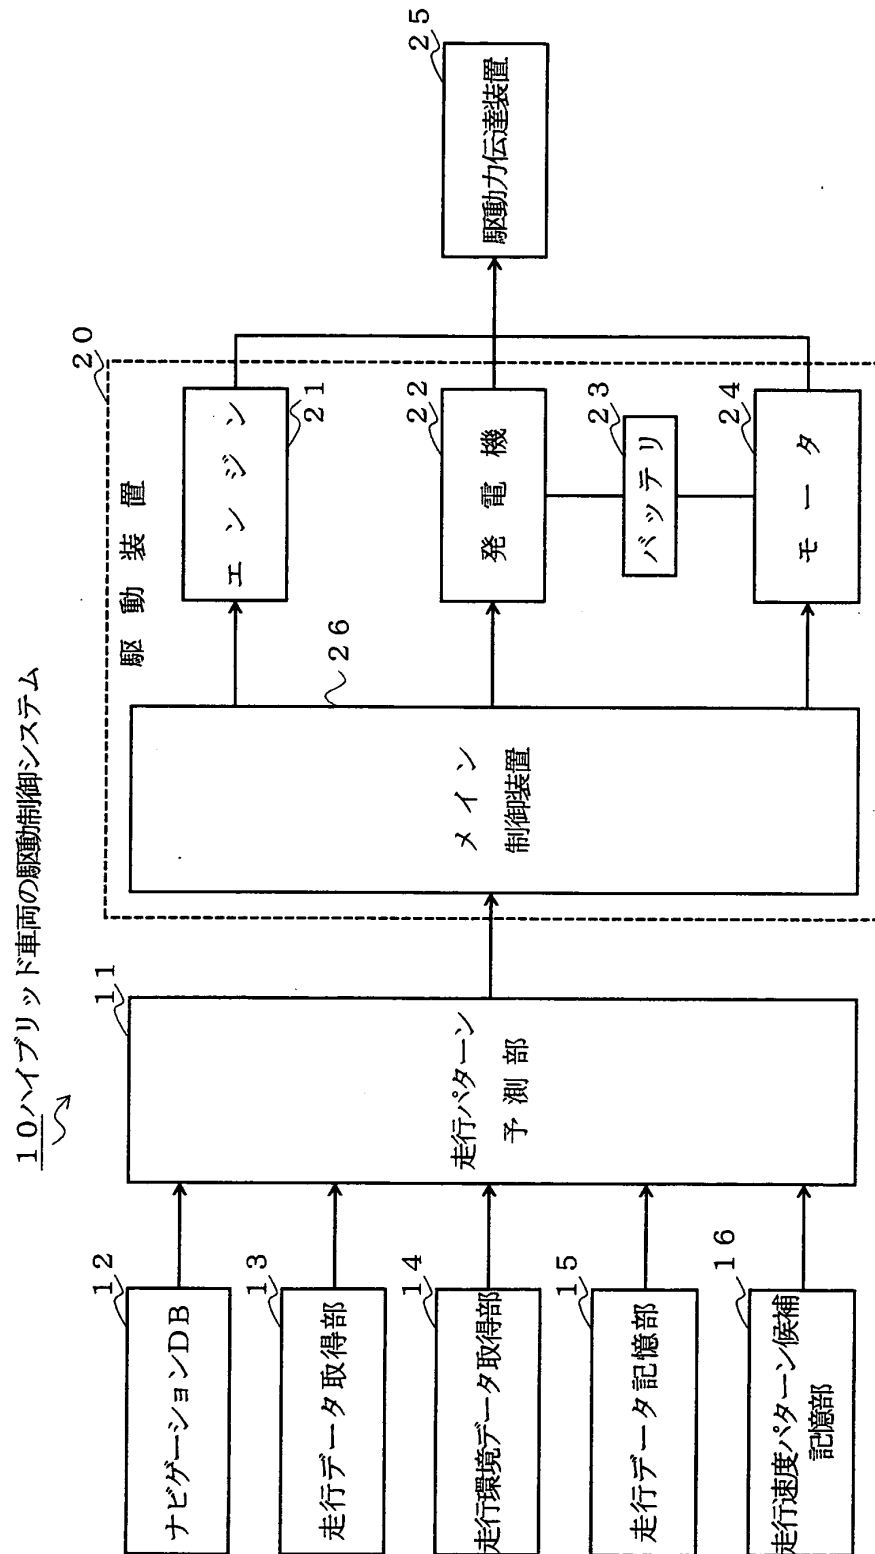 10ハイブリッド車両の駆動制御システム
12
ナビゲーションDB
13
走行データ取得部
14
走行環境データ取得部
15
走行データ記憶部
16
走行速度パターン候補
記憶部
11
走行パターン
予測部
20
駆動装置
26
メイン
制御装置
エンジン
21
22
発電機
23
バッテリ
24
モータ
25
駆動力伝達装置